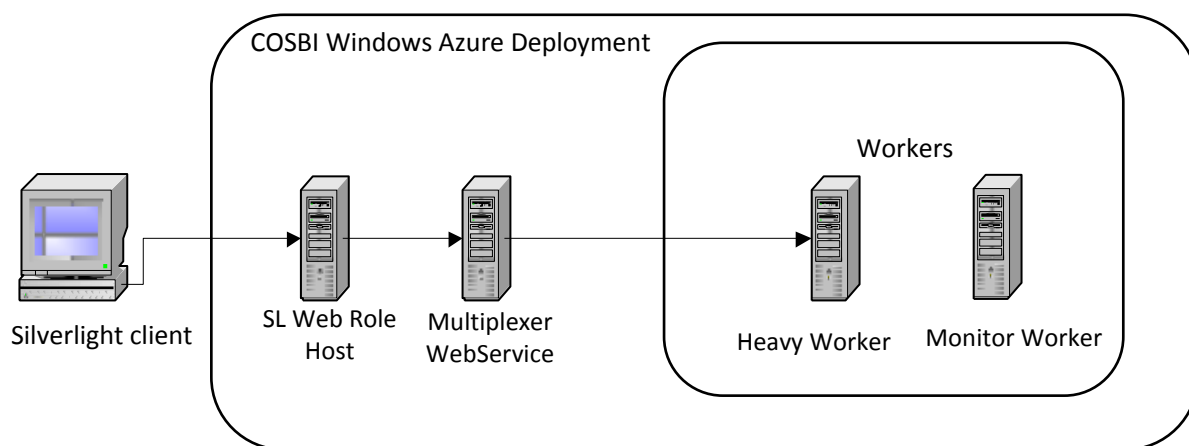 COSBI Windows Azure Deployment
Workers
Silverlight client
SL Web Role
Host
Multiplexer
WebService
Heavy Worker
Monitor Worker